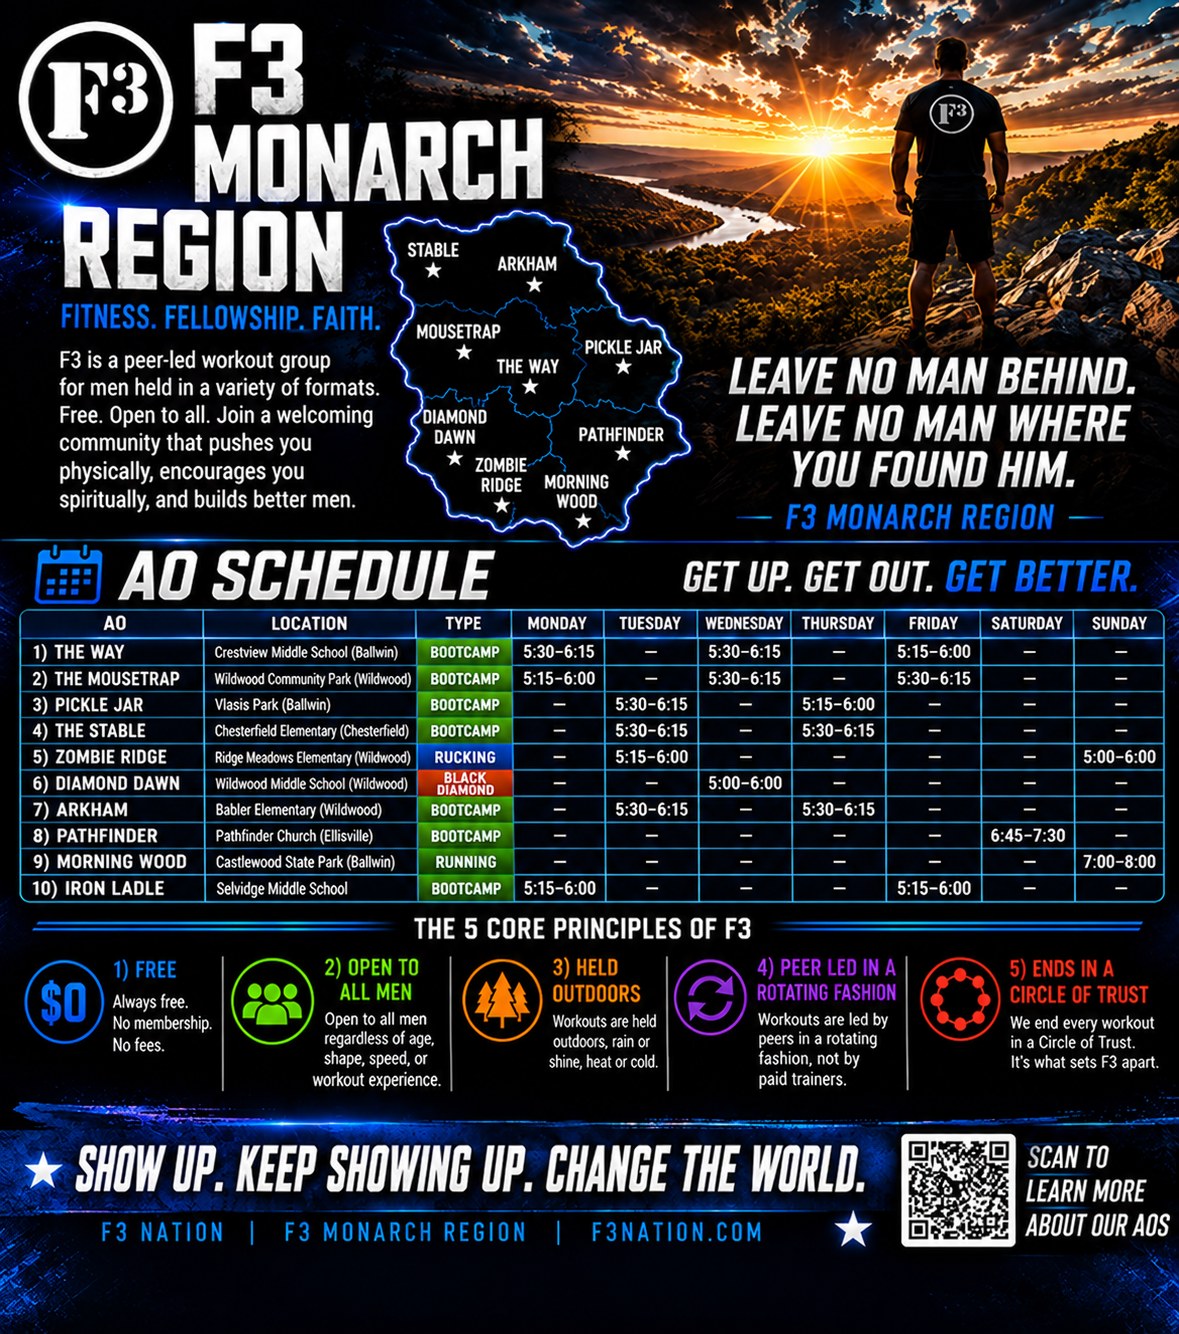 F3
F3
MONARCH
REGION
FITNESS. FELLOWSHIP. FAITH.
F3 is a peer-led workout group
for men held in a variety of formats.
Free. Open to all. Join a welcoming
community that pushes you
physically, encourages you
spiritually, and builds better men.
STABLE
ARKHAM
MOUSETRAP
THE WAY
PICKLE JAR
DIAMOND
DAWN
PATHFINDER
ZOMBIE
RIDGE
MORNING
WOOD
F3
LEAVE NO MAN BEHIND.
LEAVE NO MAN WHERE
YOU FOUND HIM.
F3 MONARCH REGION
AO SCHEDULE
GET UP. GET OUT. GET BETTER.
AO LOCATION TYPE MONDAY TUESDAY WEDNESDAY THURSDAY FRIDAY SATURDAY SUNDAY
1) THE WAY Crestview Middle School (Ballwin) BOOTCAMP 5:30–6:15 — 5:30–6:15 — 5:15–6:00 — —
2) THE MOUSETRAP Wildwood Community Park (Wildwood) BOOTCAMP 5:15–6:00 — 5:30–6:15 — 5:30–6:15 — —
3) PICKLE JAR Vlasis Park (Ballwin) BOOTCAMP — 5:30–6:15 — 5:15–6:00 — — —
4) THE STABLE Chesterfield Elementary (Chesterfield) BOOTCAMP — 5:30–6:15 — 5:30–6:15 — — —
5) ZOMBIE RIDGE Ridge Meadows Elementary (Wildwood) RUCKING — 5:15–6:00 — — — — 5:00–6:00
6) DIAMOND DAWN Wildwood Middle School (Wildwood) BLACK DIAMOND — — 5:00–6:00 — — — —
7) ARKHAM Babler Elementary (Wildwood) BOOTCAMP — 5:30–6:15 — 5:30–6:15 — — —
8) PATHFINDER Pathfinder Church (Ellisville) BOOTCAMP — — — — — 6:45–7:30 —
9) MORNING WOOD Castlewood State Park (Ballwin) RUNNING — — — — — — 7:00–8:00
10) IRON LADLE Selvidge Middle School BOOTCAMP 5:15–6:00 — — — 5:15–6:00 — —
THE 5 CORE PRINCIPLES OF F3
$0
1) FREE
Always free.
No membership.
No fees.
2) OPEN TO
ALL MEN
Open to all men
regardless of age,
shape, speed, or
workout experience.
3) HELD
OUTDOORS
Workouts are held
outdoors, rain or
shine, heat or cold.
4) PEER LED IN A
ROTATING FASHION
Workouts are led by
peers in a rotating
fashion, not by
paid trainers.
5) ENDS IN A
CIRCLE OF TRUST
We end every workout
in a Circle of Trust.
It's what sets F3 apart.
SHOW UP. KEEP SHOWING UP. CHANGE THE WORLD.
F3 NATION | F3 MONARCH REGION | F3NATION.COM
SCAN TO
LEARN MORE
ABOUT OUR AOS